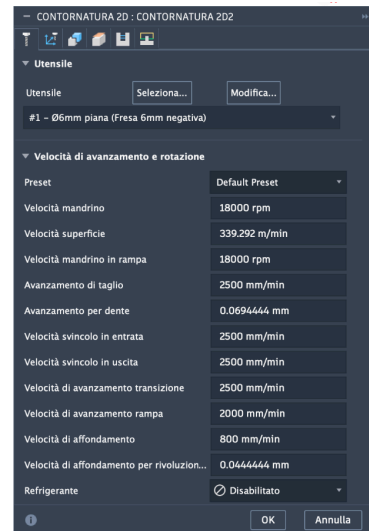 CONTORNATURA 2D : CONTORNATURA 2D2
Utensile
Utensile Seleziona... Modifica...
#1 - Ø6mm piana (Fresa 6mm negativa)
Velocità di avanzamento e rotazione
Preset Default Preset
Velocità mandrino 18000 rpm
Velocità superficie 339.292 m/min
Velocità mandrino in rampa 18000 rpm
Avanzamento di taglio 2500 mm/min
Avanzamento per dente 0.0694444 mm
Velocità svincolo in entrata 2500 mm/min
Velocità svincolo in uscita 2500 mm/min
Velocità di avanzamento transizione 2500 mm/min
Velocità di avanzamento rampa 2000 mm/min
Velocità di affondamento 800 mm/min
Velocità di affondamento per rivoluzion... 0.0444444 mm
Refrigerante Disabilitato
OK Annulla